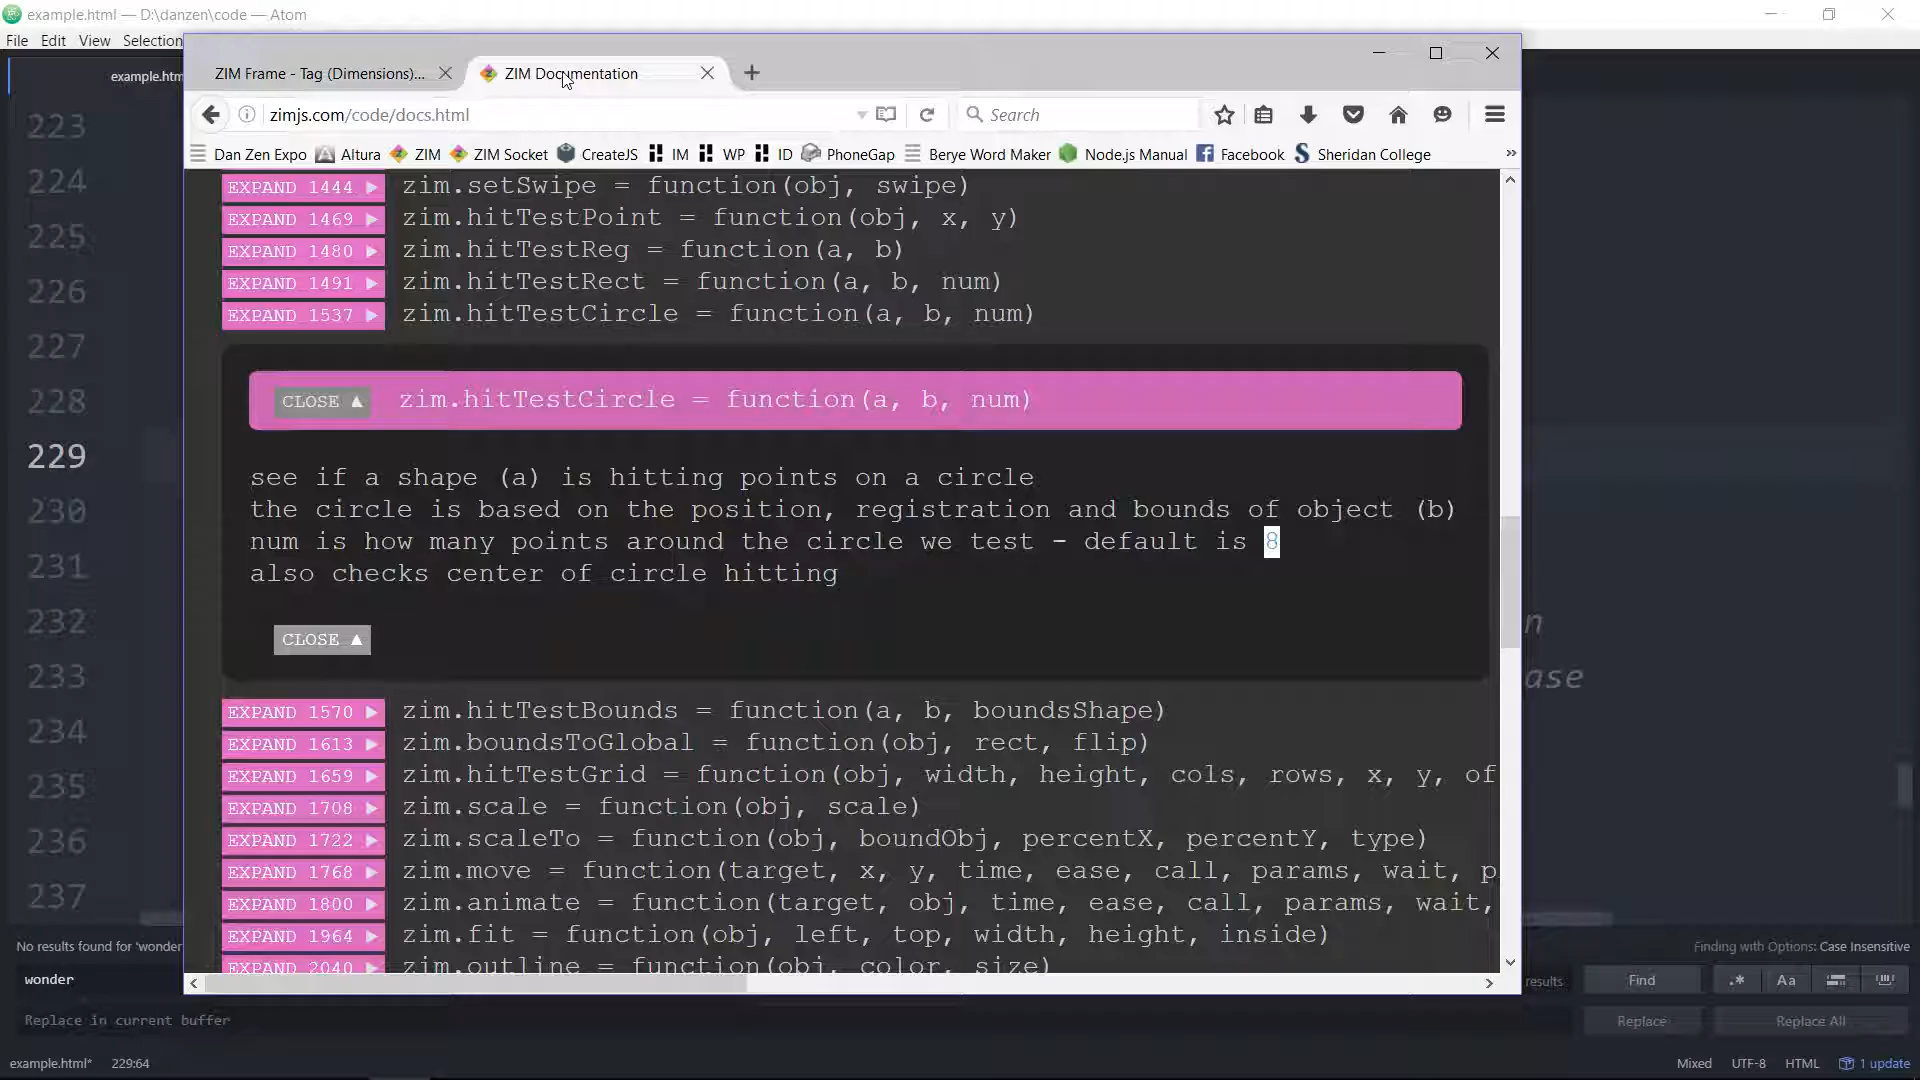 example.html — D:\danzen\code — Atom
File Edit View Selection
example.htm
ZIM Frame - Tag (Dimensions)...
ZIM Documentation
zimjs.com/code/docs.html
Search
Dan Zen Expo Altura ZIM ZIM Socket CreateJS IM WP ID PhoneGap Berye Word Maker Node.js Manual Facebook Sheridan College »
223
224
225
226
227
228
229
230
231
232
233
234
235
236
237
EXPAND 1444 ▶ zim.setSwipe = function(obj, swipe)
EXPAND 1469 ▶ zim.hitTestPoint = function(obj, x, y)
EXPAND 1480 ▶ zim.hitTestReg = function(a, b)
EXPAND 1491 ▶ zim.hitTestRect = function(a, b, num)
EXPAND 1537 ▶ zim.hitTestCircle = function(a, b, num)
CLOSE ▲ zim.hitTestCircle = function(a, b, num)
see if a shape (a) is hitting points on a circle
the circle is based on the position, registration and bounds of object (b)
num is how many points around the circle we test - default is 8
also checks center of circle hitting
CLOSE ▲
n
ase
EXPAND 1570 ▶ zim.hitTestBounds = function(a, b, boundsShape)
EXPAND 1613 ▶ zim.boundsToGlobal = function(obj, rect, flip)
EXPAND 1659 ▶ zim.hitTestGrid = function(obj, width, height, cols, rows, x, y, of
EXPAND 1708 ▶ zim.scale = function(obj, scale)
EXPAND 1722 ▶ zim.scaleTo = function(obj, boundObj, percentX, percentY, type)
EXPAND 1768 ▶ zim.move = function(target, x, y, time, ease, call, params, wait, p
EXPAND 1800 ▶ zim.animate = function(target, obj, time, ease, call, params, wait,
EXPAND 1964 ▶ zim.fit = function(obj, left, top, width, height, inside)
EXPAND 2040 ▶ zim.outline = function(obj, color, size)
No results found for 'wonder
Finding with Options: Case Insensitive
wonder
results Find .* Aa
Replace in current buffer
Replace Replace All
example.html* 229:64
Mixed UTF-8 HTML 1 update